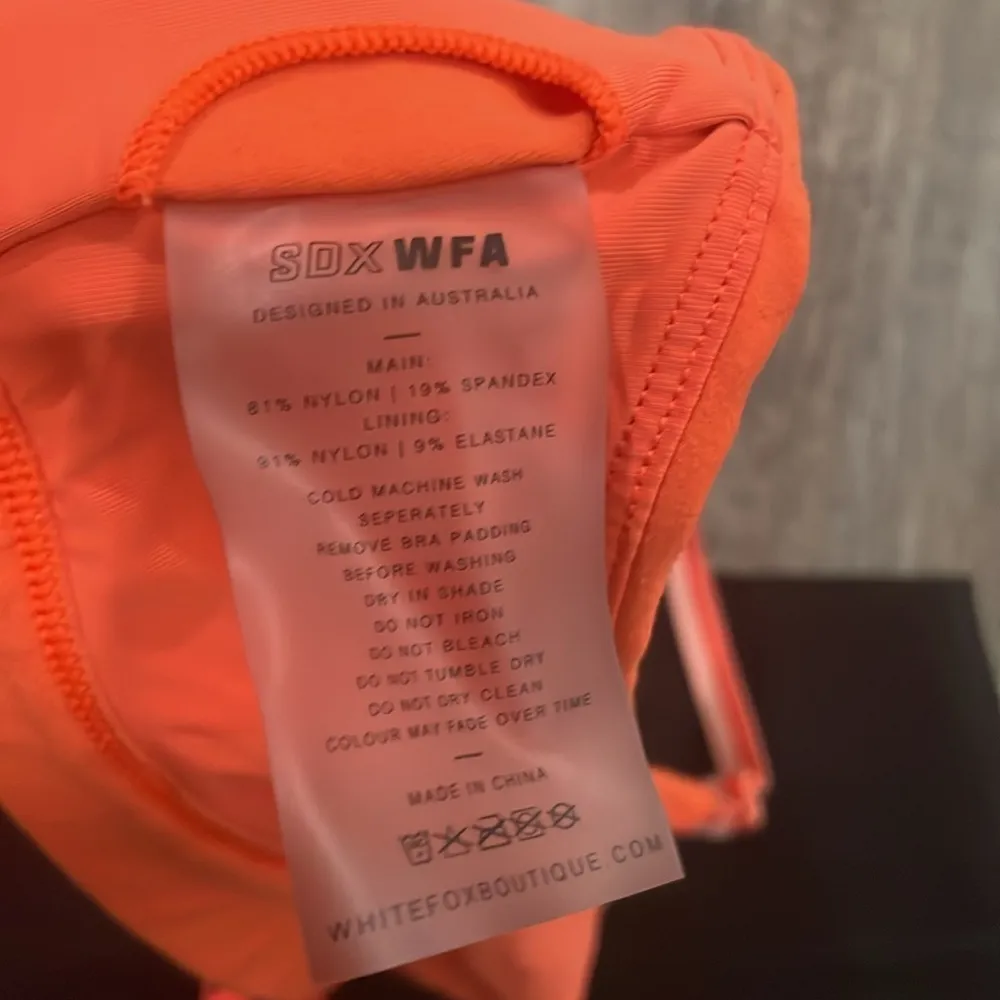 SDX WFA
DESIGNED IN AUSTRALIA
MAIN:
81% NYLON | 19% SPANDEX
LINING:
91% NYLON | 9% ELASTANE
COLD MACHINE WASH
SEPERATELY
REMOVE BRA PADDING
BEFORE WASHING
DRY IN SHADE
DO NOT IRON
DO NOT BLEACH
DO NOT TUMBLE DRY
DO NOT DRY CLEAN
COLOUR MAY FADE OVER TIME
MADE IN CHINA
WHITEFOXBOUTIQUE.COM